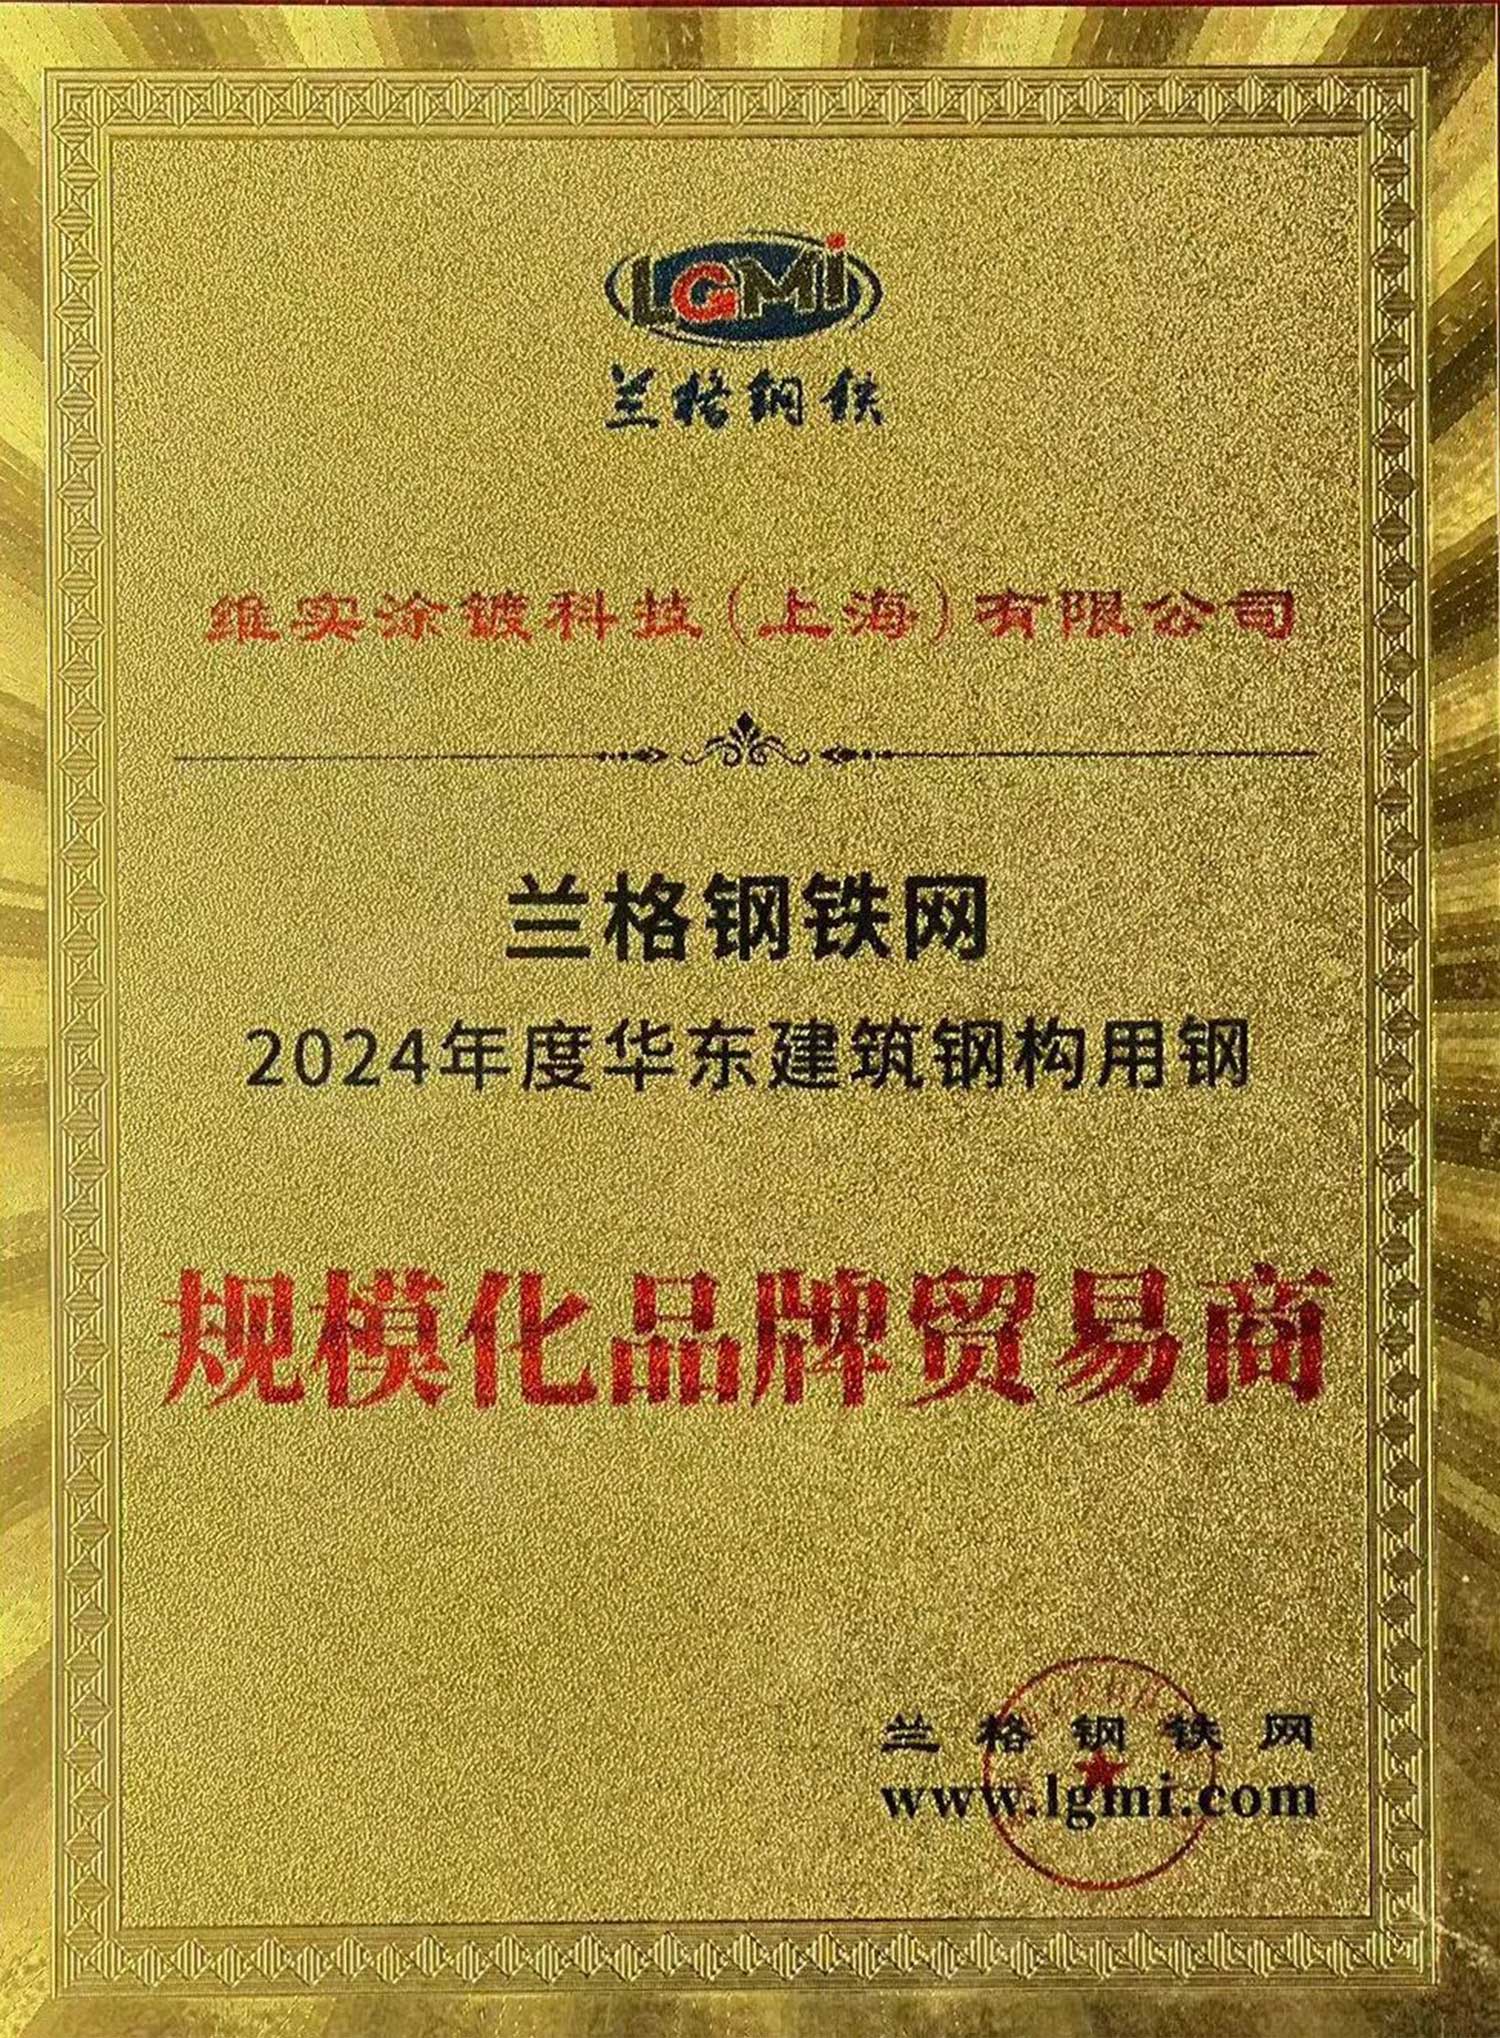 LGMi
兰格钢铁
维实涂镀科技(上海)有限公司
兰格钢铁网
2024年度华东建筑钢构用钢
规模化品牌贸易商
兰格钢铁网
www.lgmi.com